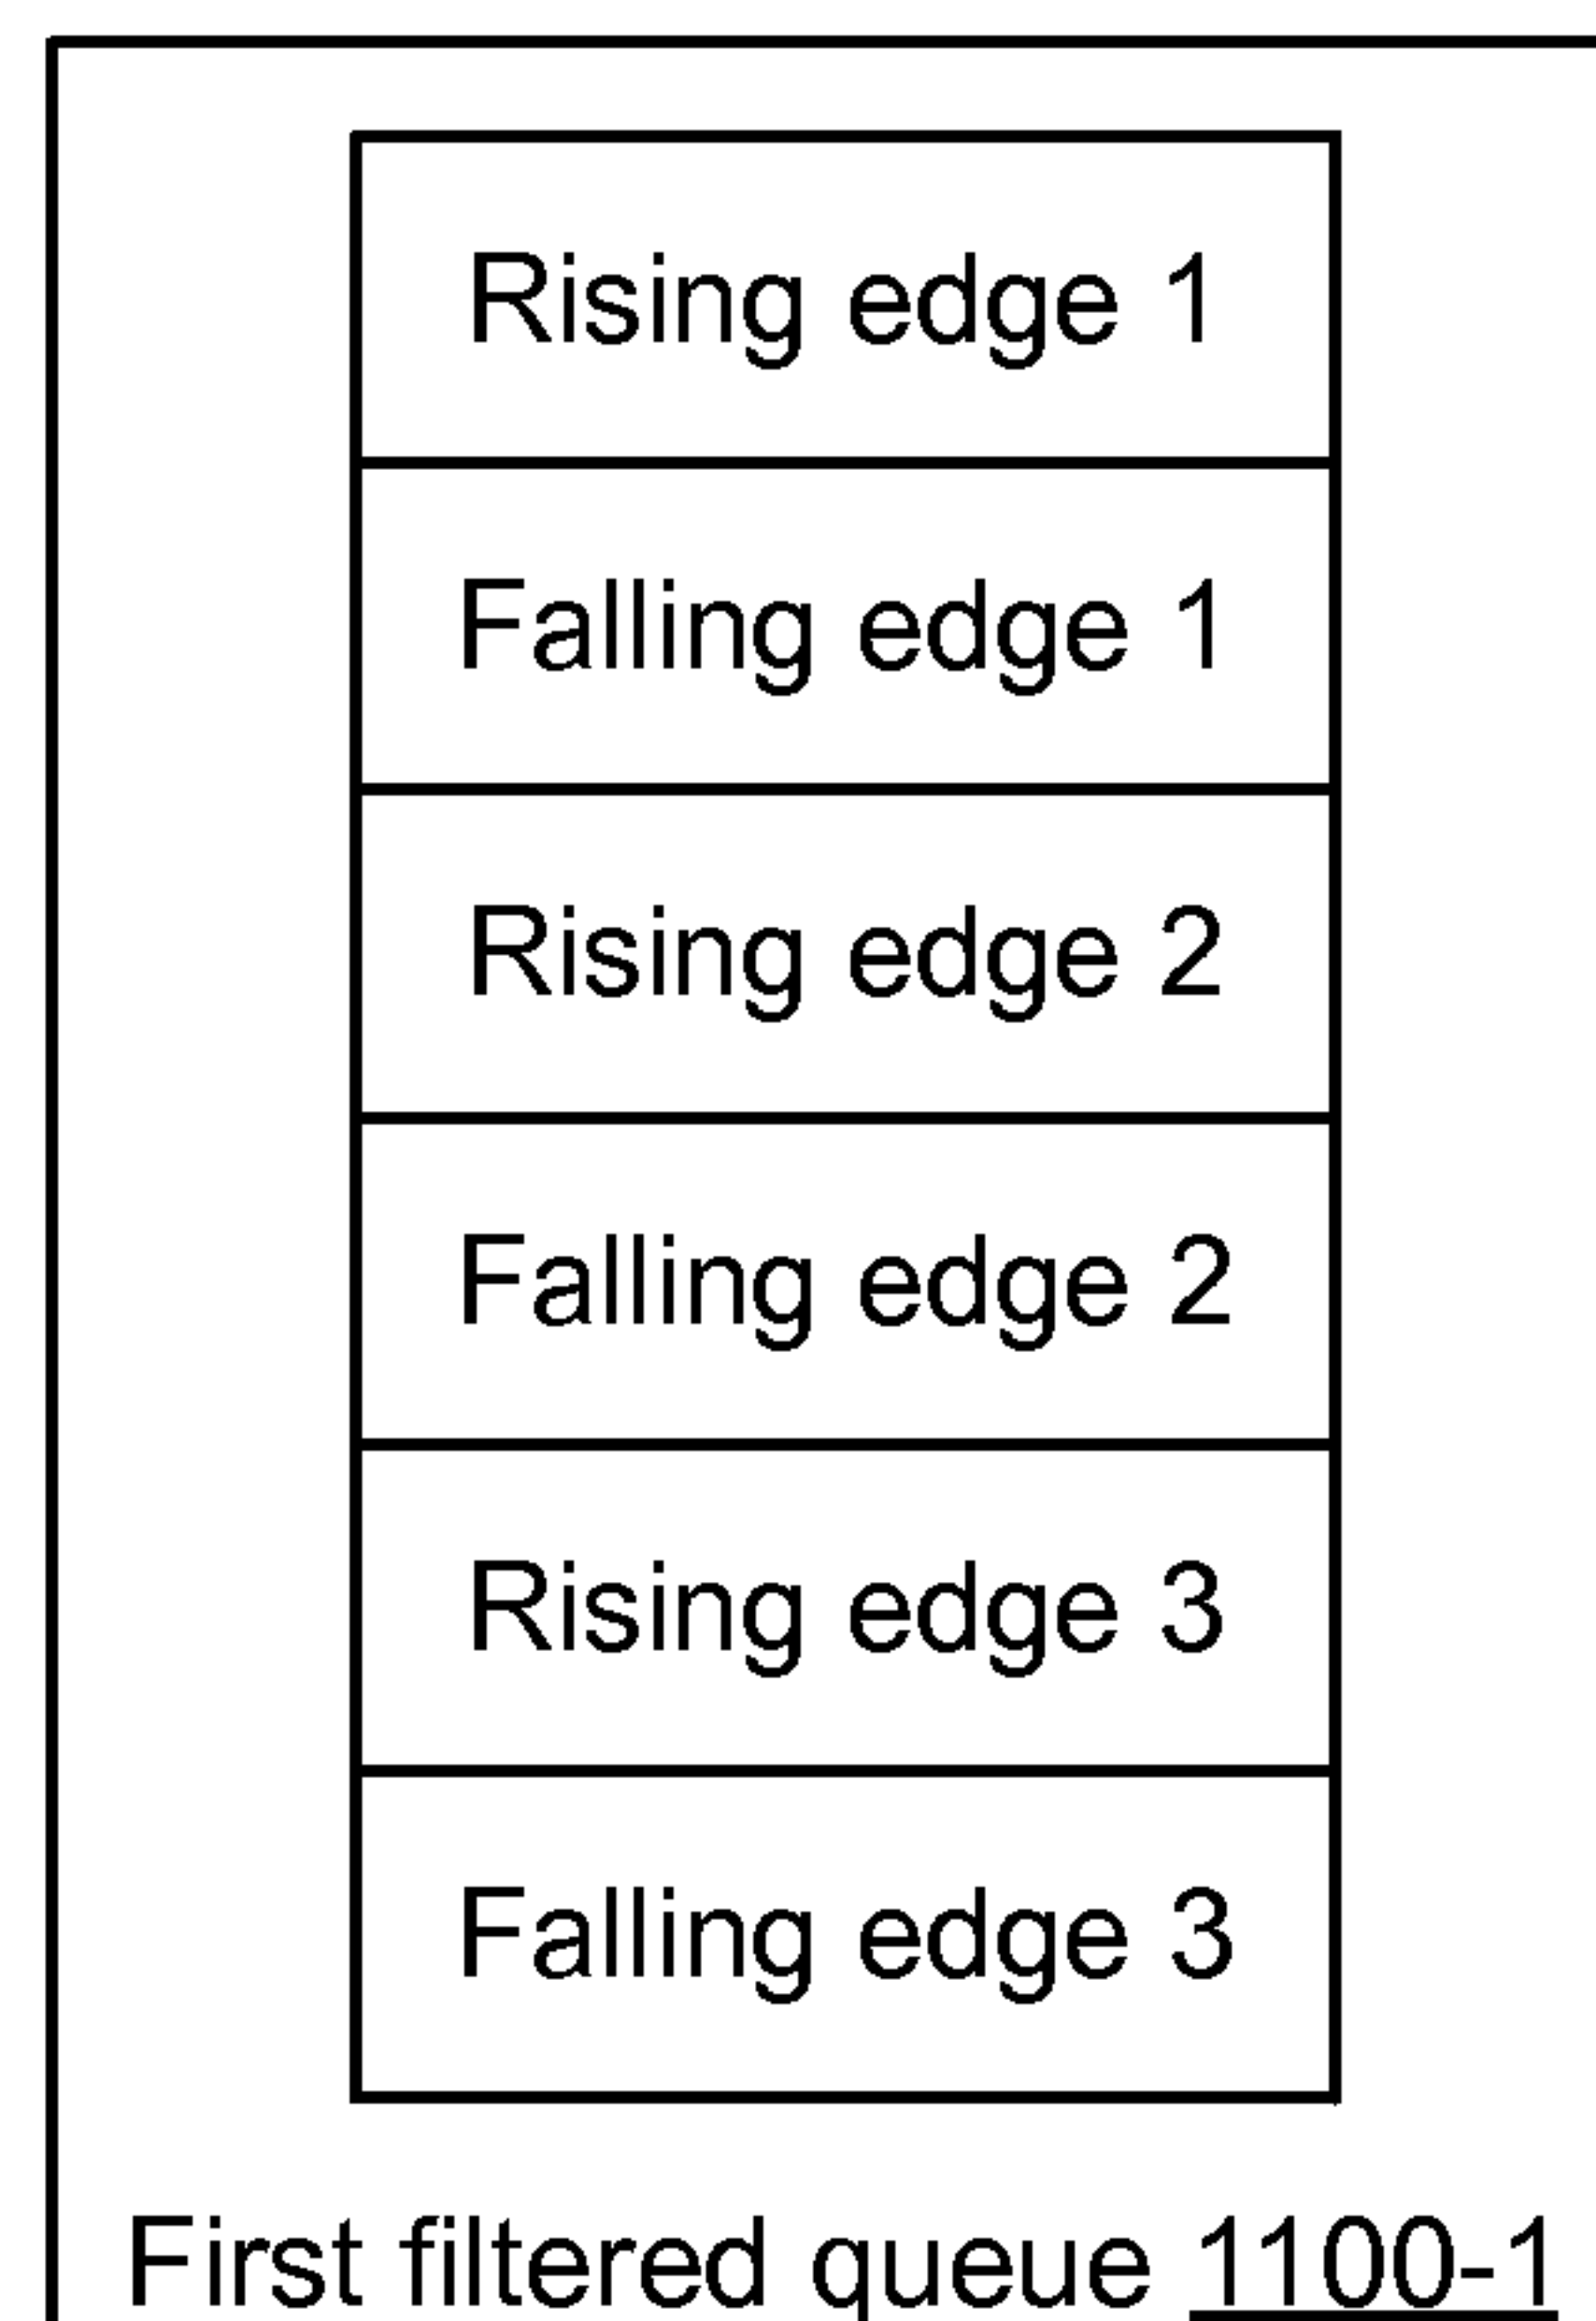 Rising edge 1
Falling edge 1
Rising edge 2
Falling edge 2
Rising edge 3
Falling edge 3
First filtered queue 1100-1